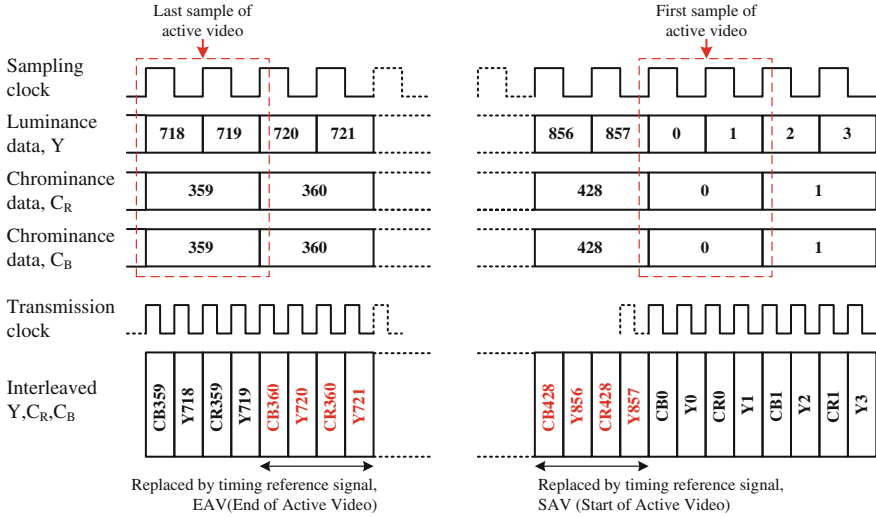 Last sample of
active video
First sample of
active video
Sampling
clock
Luminance
data, Y
718 719 720 721
856 857 0 1 2 3
Chrominance
data, CR
359 360
428 0 1
Chrominance
data, CB
359 360
428 0 1
Transmission
clock
Interleaved
Y,CR,CB
CB359
Y718
CR359
Y719
CB360
Y720
CR360
Y721
CB428
Y856
CR428
Y857
CB0
Y0
CR0
Y1
CB1
Y2
CR1
Y3
Replaced by timing reference signal,
EAV(End of Active Video)
Replaced by timing reference signal,
SAV (Start of Active Video)